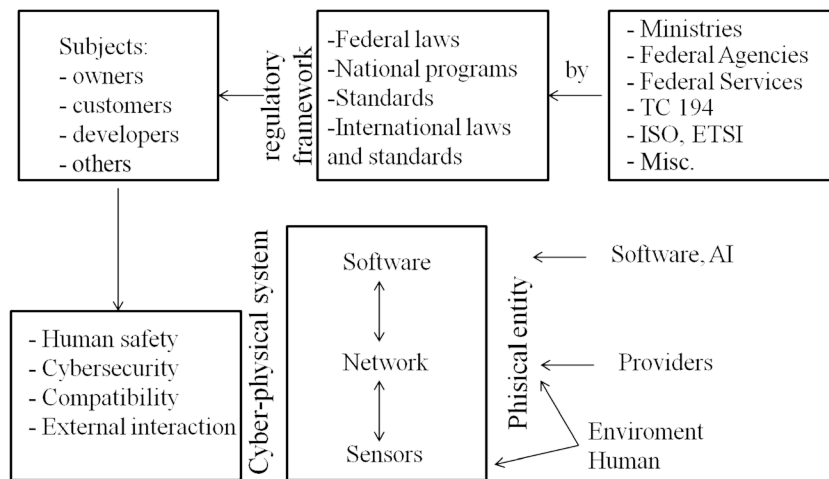 Subjects:
- owners
- customers
- developers
- others
regulatory
framework
-Federal laws
-National programs
-Standards
-International laws
and standards
by
- Ministries
- Federal Agencies
- Federal Services
- TC 194
- ISO, ETSI
- Misc.
- Human safety
- Cybersecurity
- Compatibility
- External interaction
Cyber-physical system
Software
Network
Sensors
Phisical entity
Software, AI
Providers
Enviroment
Human